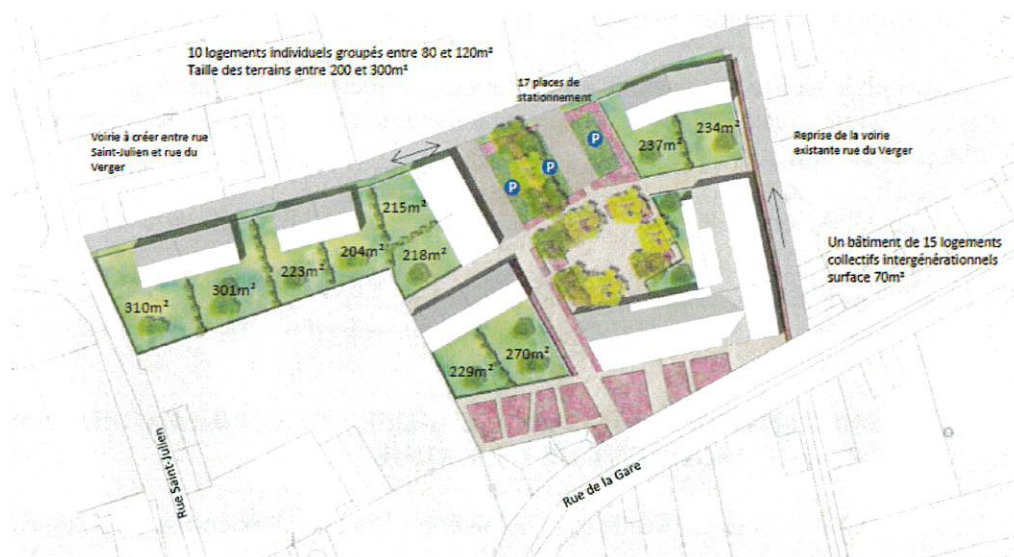 10 logements individuels groupés entre 80 et 120m²
Taille des terrains entre 200 et 300m²
17 places de
stationnement
Voirie à créer entre rue
Saint-Julien et rue du
Verger
Reprise de la voirie
existante rue du Verger
Un bâtiment de 15 logements
collectifs intergénérationnels
surface 70m²
P
P
P
237m²
234m²
215m²
204m²
218m²
223m²
301m²
310m²
270m²
229m²
Rue Saint-Julien
Rue de la Gare